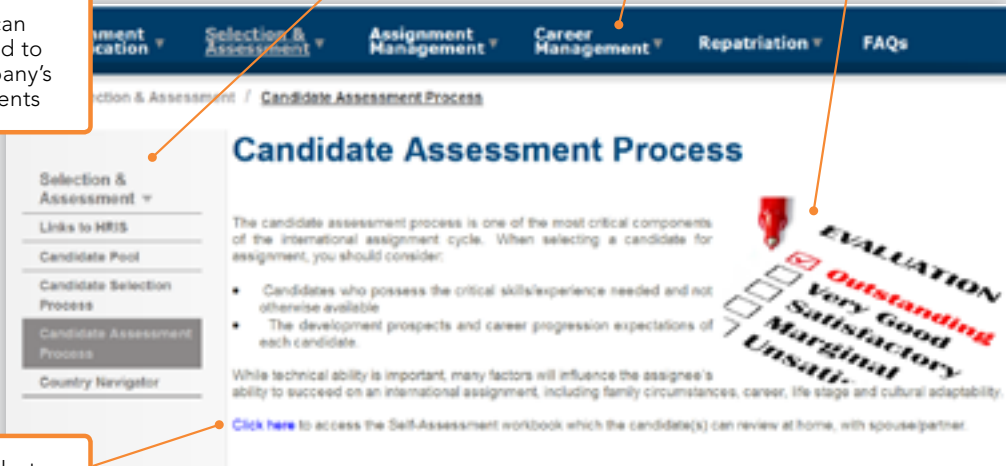 can
d to
pany's
ents
Selection & Assessment
Assignment Management
Career Management
Repatriation
FAQs
ction & Assessment / Candidate Assessment Process
Candidate Assessment Process
Selection &
Assessment
Links to HRIS
Candidate Pool
Candidate Selection
Process
Candidate Assessment
Process
Country Navigator
The candidate assessment process is one of the most critical components
of the international assignment cycle. When selecting a candidate for
assignment, you should consider:
• Candidates who possess the critical skills/experience needed and not
otherwise available
• The development prospects and career progression expectations of
each candidate.
While technical ability is important, many factors will influence the assignee's
ability to succeed on an international assignment, including family circumstances, career, life stage and cultural adaptability.
Click here to access the Self-Assessment workbook which the candidate(s) can review at home, with spouse/partner.
EVALUATION
Outstanding
Very Good
Satisfactory
Marginal